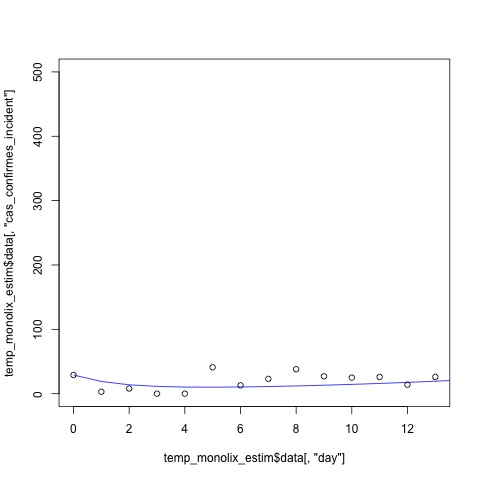 temp_monolix_estim$data[, "cas_confirmes_incident"]
500
400
300
200
100
0
0 2 4 6 8 10 12
temp_monolix_estim$data[, "day"]